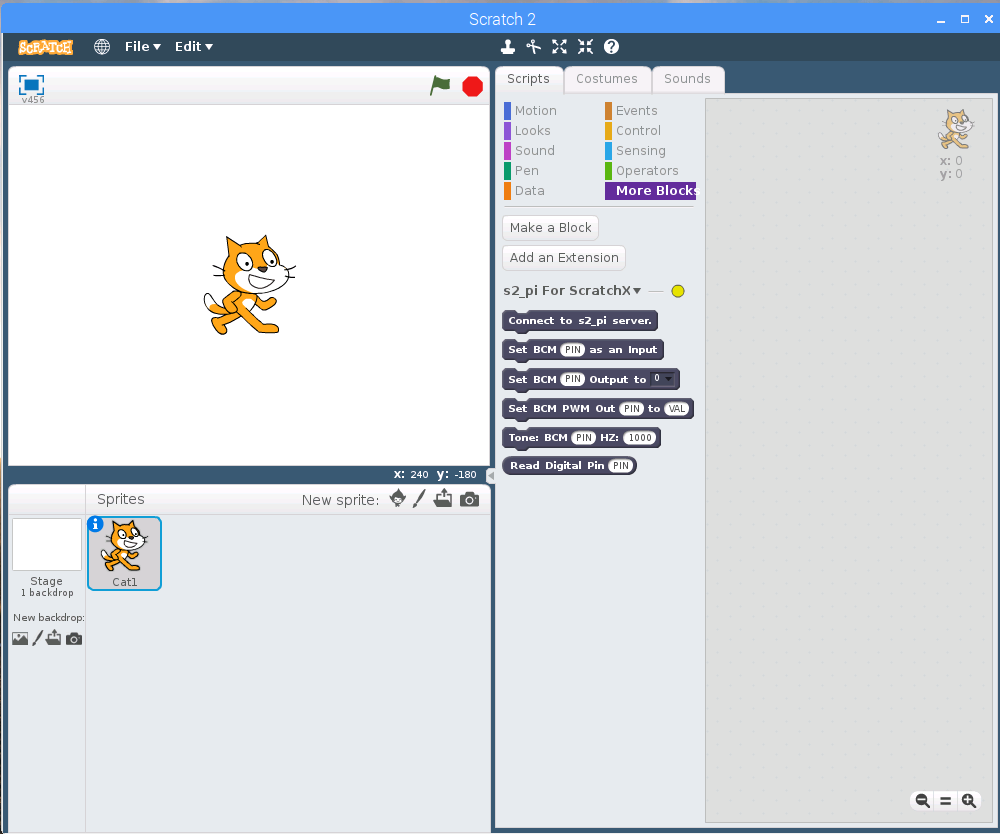 Scratch 2
SCRATCH File Edit
v456
Scripts Costumes Sounds
Motion Events
Looks Control
Sound Sensing
Pen Operators
Data More Blocks
x: 0
y: 0
Make a Block
Add an Extension
s2_pi For ScratchX
Connect to s2_pi server.
Set BCM PIN as an Input
Set BCM PIN Output to 0
Set BCM PWM Out PIN to VAL
Tone: BCM PIN HZ: 1000
Read Digital Pin PIN
x: 240 y: -180
Sprites New sprite:
Stage
1 backdrop
New backdrop:
Cat1